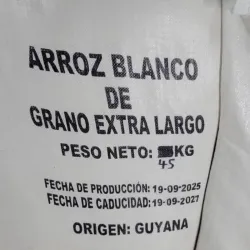 ARROZ BLANCO
DE
GRANO EXTRA LARGO
PESO NETO: KG
45
FECHA DE PRODUCCIÓN: 19-09-2025
FECHA DE CADUCIDAD: 19-09-2027
ORIGEN: GUYANA